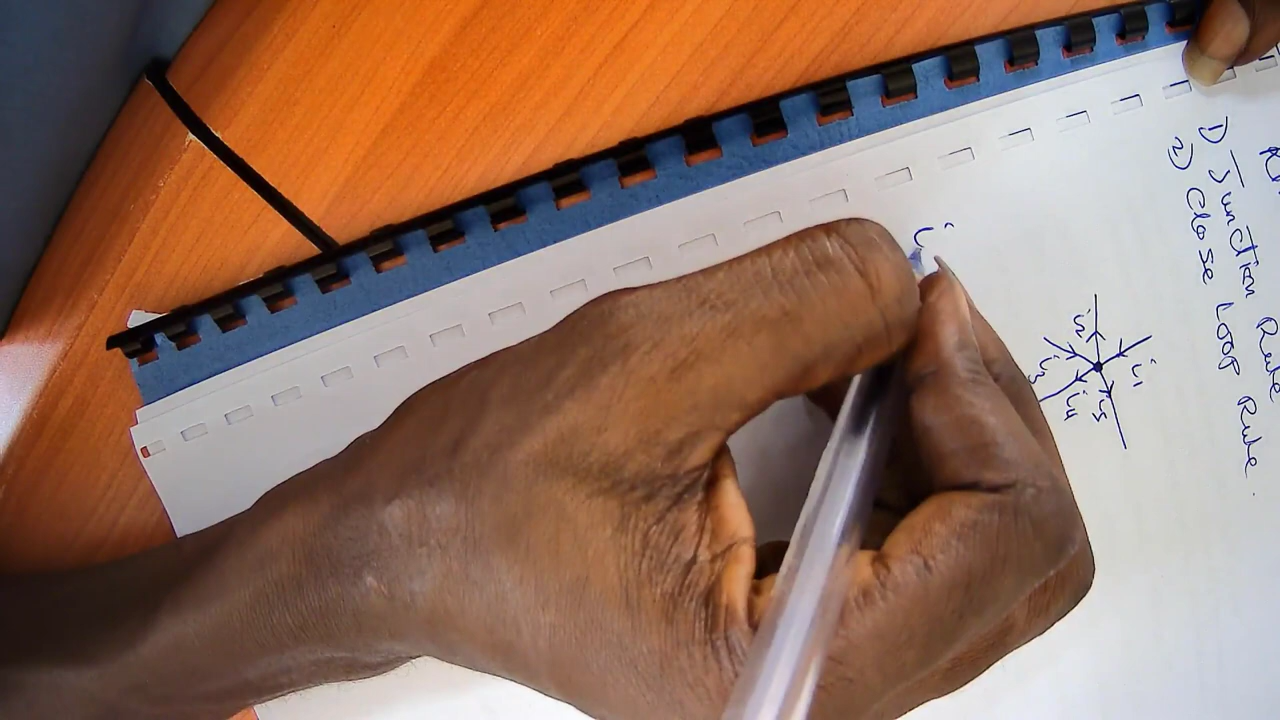 1) Junction Rule
2) Close Loop Rule.
i1
i2
i3
i4
i5
i